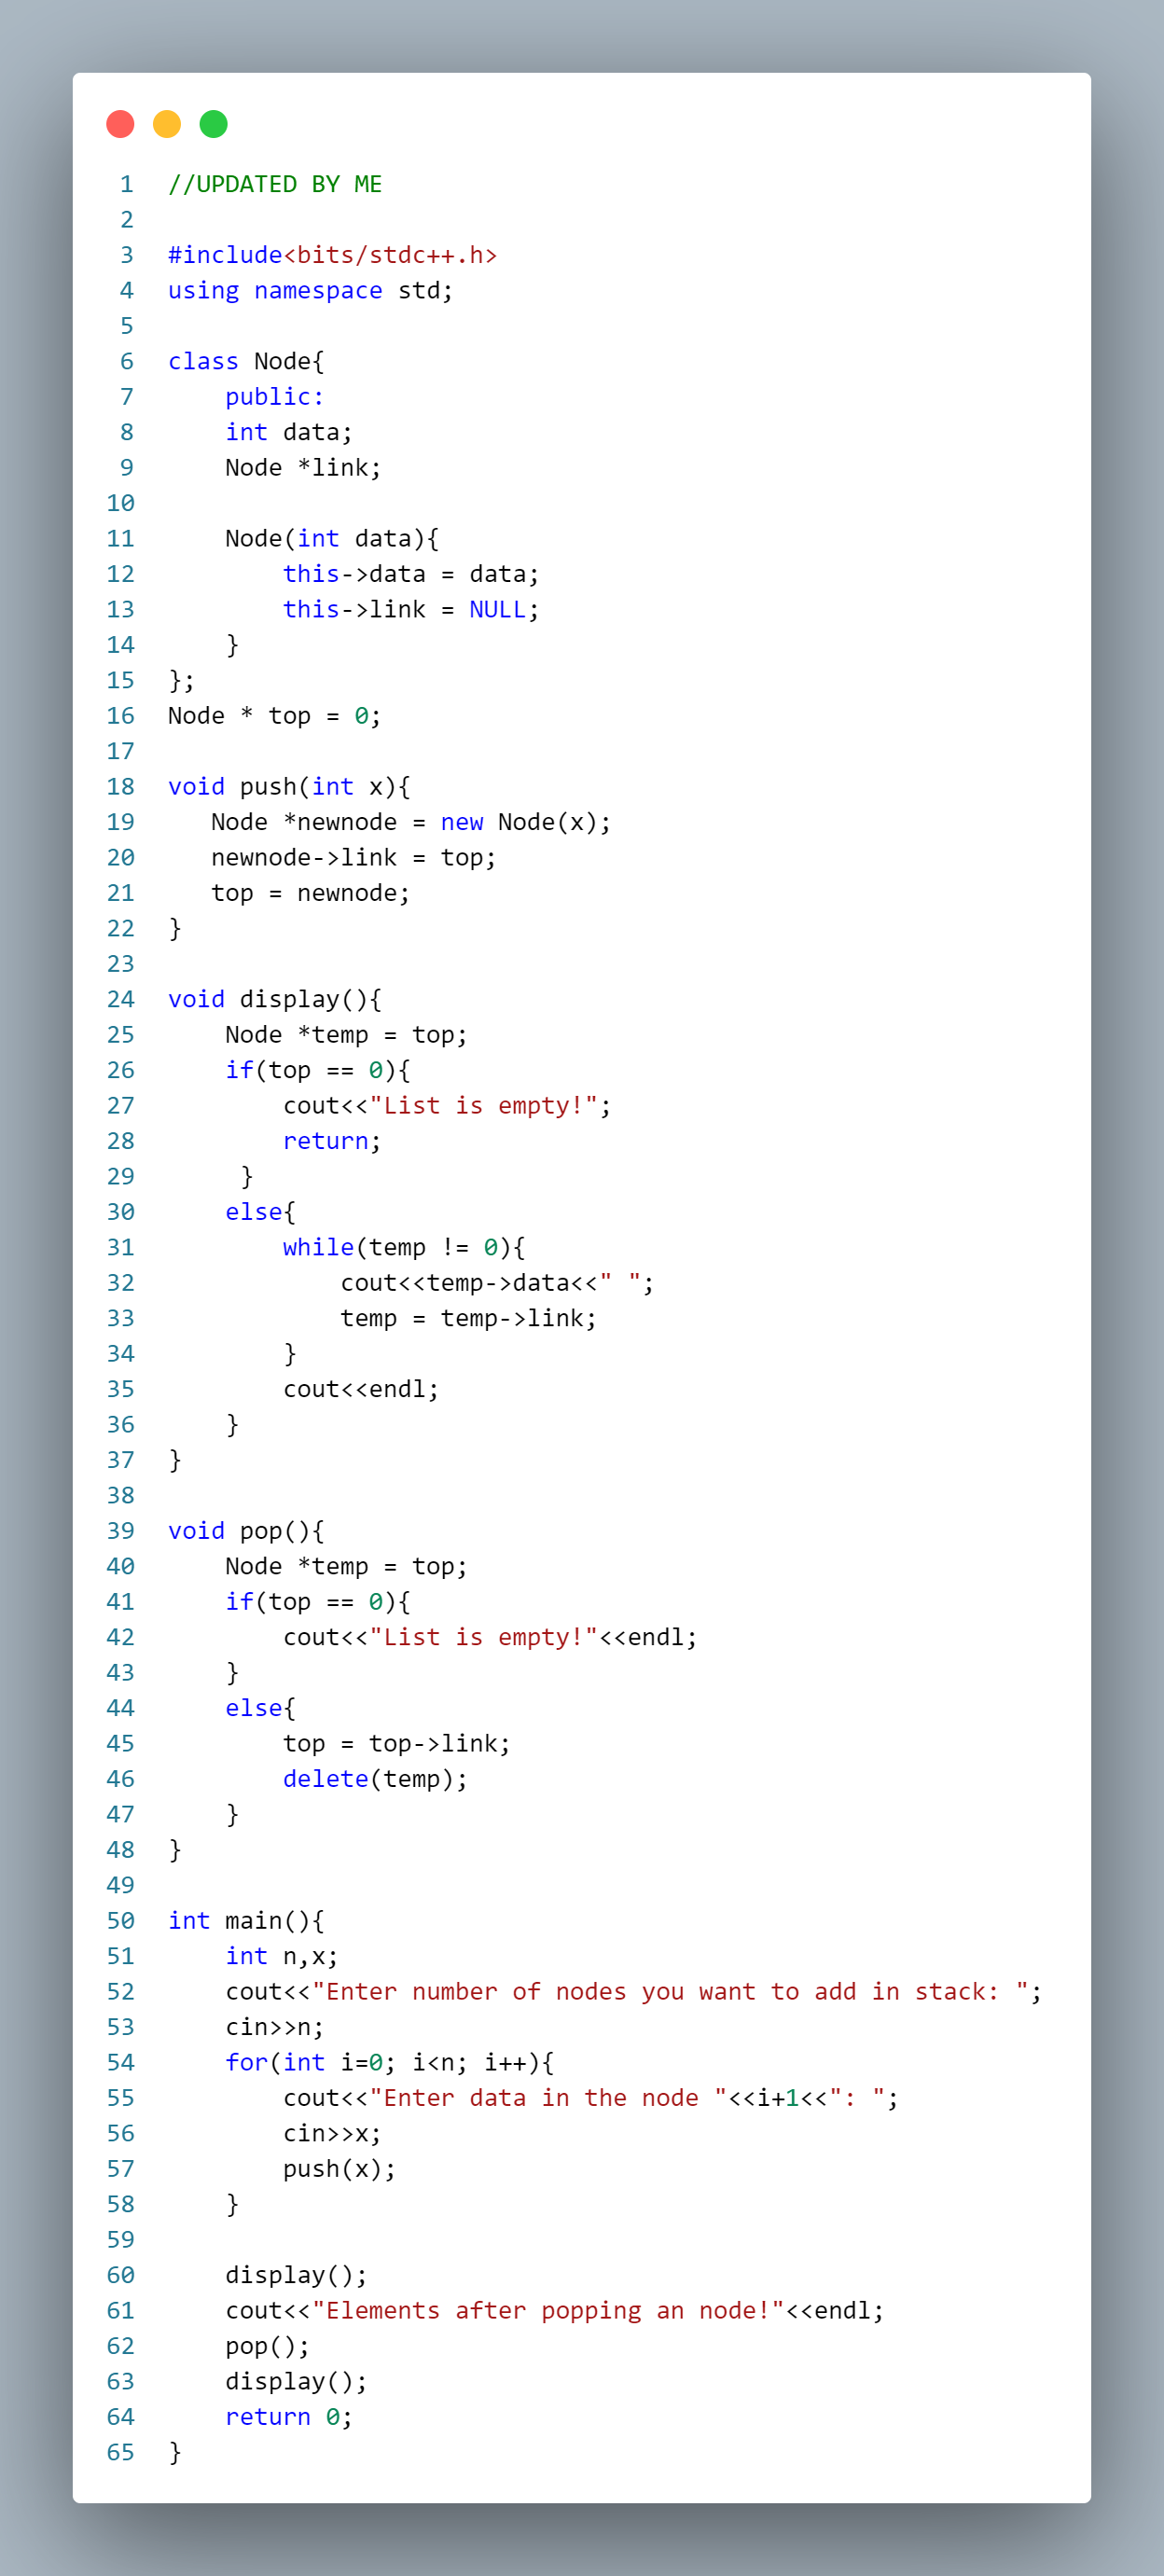 1 //UPDATED BY ME
2
3 #include<bits/stdc++.h>
4 using namespace std;
5
6 class Node{
7     public:
8     int data;
9     Node *link;
10
11     Node(int data){
12         this->data = data;
13         this->link = NULL;
14     }
15 };
16 Node * top = 0;
17
18 void push(int x){
19    Node *newnode = new Node(x);
20    newnode->link = top;
21    top = newnode;
22 }
23
24 void display(){
25     Node *temp = top;
26     if(top == 0){
27         cout<<"List is empty!";
28         return;
29      }
30     else{
31         while(temp != 0){
32             cout<<temp->data<<" ";
33             temp = temp->link;
34         }
35         cout<<endl;
36     }
37 }
38
39 void pop(){
40     Node *temp = top;
41     if(top == 0){
42         cout<<"List is empty!"<<endl;
43     }
44     else{
45         top = top->link;
46         delete(temp);
47     }
48 }
49
50 int main(){
51     int n,x;
52     cout<<"Enter number of nodes you want to add in stack: ";
53     cin>>n;
54     for(int i=0; i<n; i++){
55         cout<<"Enter data in the node "<<i+1<<": ";
56         cin>>x;
57         push(x);
58     }
59
60     display();
61     cout<<"Elements after popping an node!"<<endl;
62     pop();
63     display();
64     return 0;
65 }